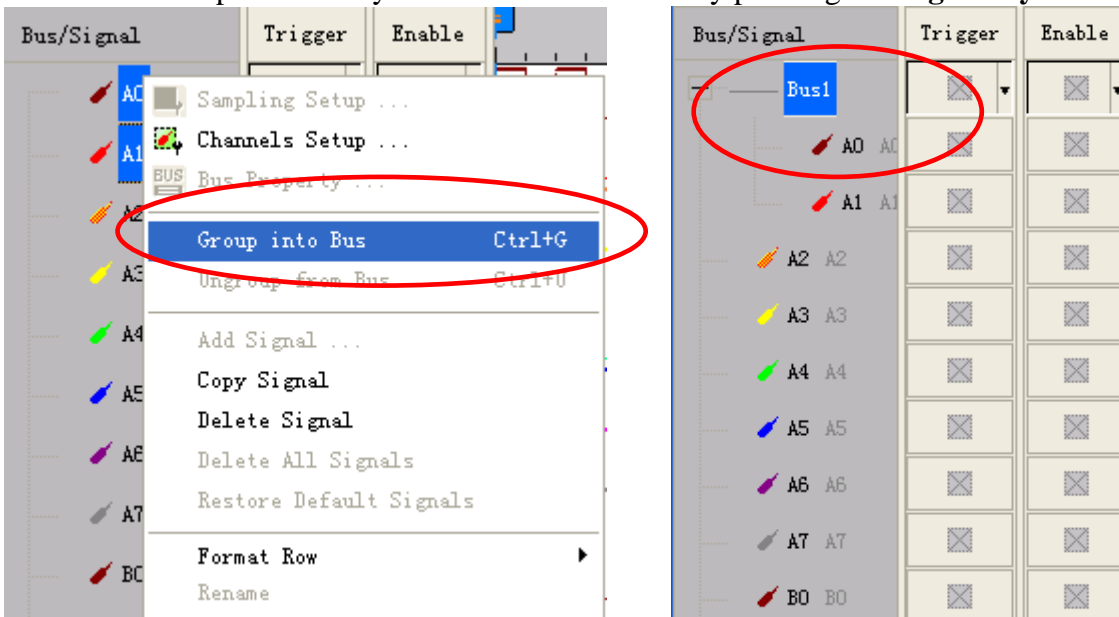 Bus/Signal Trigger Enable
A0
A1
A2
A3
A4
A5
A6
A7
B0
Sampling Setup ...
Channels Setup ...
BUS Bus Property ...
Group into Bus Ctrl+G
Ungroup from Bus Ctrl+U
Add Signal ...
Copy Signal
Delete Signal
Delete All Signals
Restore Default Signals
Format Row
Rename
Bus/Signal Trigger Enable
Bus1
A0 A0
A1 A1
A2 A2
A3 A3
A4 A4
A5 A5
A6 A6
A7 A7
B0 B0